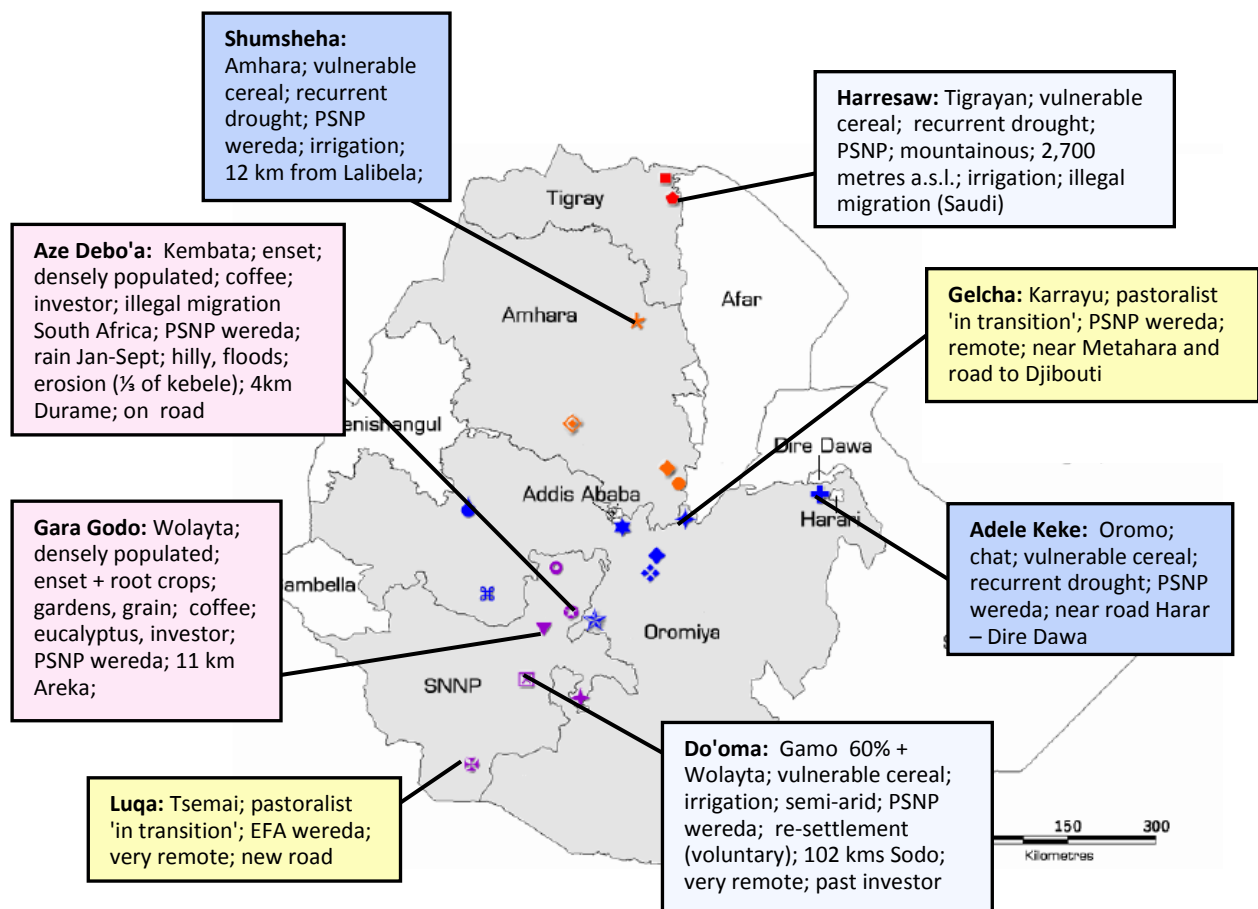 Shumsheha:
Amhara; vulnerable
cereal; recurrent
drought; PSNP
wereda; irrigation;
12 km from Lalibela;
Harresaw: Tigrayan; vulnerable
cereal; recurrent drought;
PSNP; mountainous; 2,700
metres a.s.l.; irrigation; illegal
migration (Saudi)
Tigray
Aze Debo'a: Kembata; enset;
densely populated; coffee;
investor; illegal migration
South Africa; PSNP wereda;
rain Jan-Sept; hilly, floods;
erosion (⅓ of kebele); 4km
Durame; on road
Afar
Amhara
Gelcha: Karrayu; pastoralist
'in transition'; PSNP wereda;
remote; near Metahara and
road to Djibouti
enishangul
Dire Dawa
Addis Ababa
Harari
Gara Godo: Wolayta;
densely populated;
enset + root crops;
gardens, grain; coffee;
eucalyptus, investor;
PSNP wereda; 11 km
Areka;
Adele Keke: Oromo;
chat; vulnerable cereal;
recurrent drought; PSNP
wereda; near road Harar
– Dire Dawa
ambella
Oromiya
SNNP
Do'oma: Gamo 60% +
Wolayta; vulnerable cereal;
irrigation; semi-arid; PSNP
wereda; re-settlement
(voluntary); 102 kms Sodo;
very remote; past investor
Luqa: Tsemai; pastoralist
'in transition'; EFA wereda;
very remote; new road
150 300
Kilometres